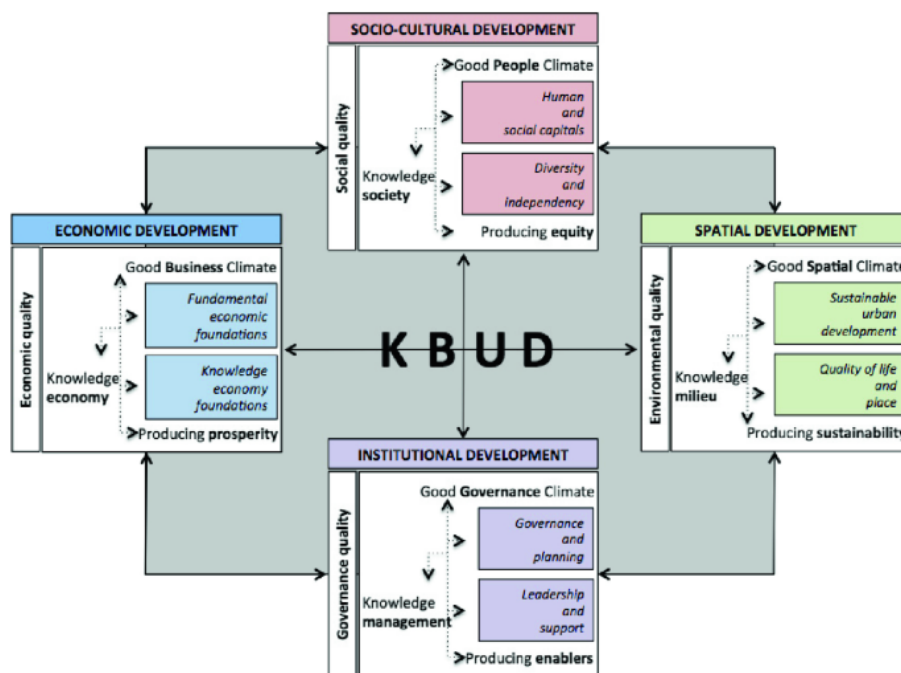 SOCIO-CULTURAL DEVELOPMENT
Social quality
Good People Climate
Human
and
social capitals
Knowledge
society
Diversity
and
independency
Producing equity
ECONOMIC DEVELOPMENT
Economic quality
Good Business Climate
Fundamental
economic
foundations
Knowledge
economy
Knowledge
economy
foundations
Producing prosperity
KBUD
SPATIAL DEVELOPMENT
Environmental quality
Good Spatial Climate
Sustainable
urban
development
Knowledge
milieu
Quality of life
and
place
Producing sustainability
INSTITUTIONAL DEVELOPMENT
Governance quality
Good Governance Climate
Governance
and
planning
Knowledge
management
Leadership
and
support
Producing enablers